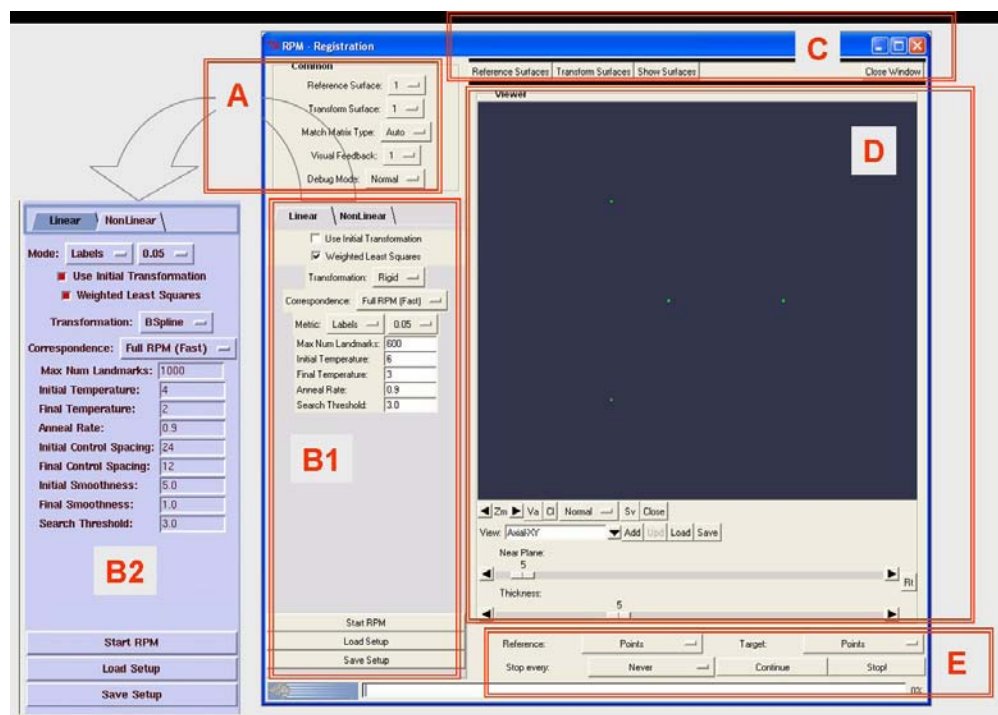 C
RPM - Registration
A
Common
Reference Surface: 1
Transform Surface: 1
Match Matrix Type: Auto
Visual Feedback: 1
Debug Mode: Normal
Reference Surfaces Transform Surfaces Show Surfaces Close Window
Viewer
D
Linear NonLinear
Mode: Labels 0.05
Use Initial Transformation
Weighted Least Squares
Transformation: BSpline
Correspondence: Full RPM (Fast)
Max Num Landmarks: 1000
Initial Temperature: 4
Final Temperature: 2
Anneal Rate: 0.9
Initial Control Spacing: 24
Final Control Spacing: 12
Initial Smoothness: 5.0
Final Smoothness: 1.0
Search Threshold: 3.0
B2
Start RPM
Load Setup
Save Setup
Linear NonLinear
Use Initial Transformation
Weighted Least Squares
Transformation: Rigid
Correspondence: Full RPM (Fast)
Metric: Labels 0.05
Max Num Landmarks: 600
Initial Temperature: 6
Final Temperature: 3
Anneal Rate: 0.9
Search Threshold: 3.0
B1
Start RPM
Load Setup
Save Setup
Zm Va Cl Normal Sv Close
View: Axial-XY Add Upd Load Save
Near Plane:
5
Rt
Thickness:
5
Reference: Points Target: Points
Stop every: Never Continue Stop!
E
0%